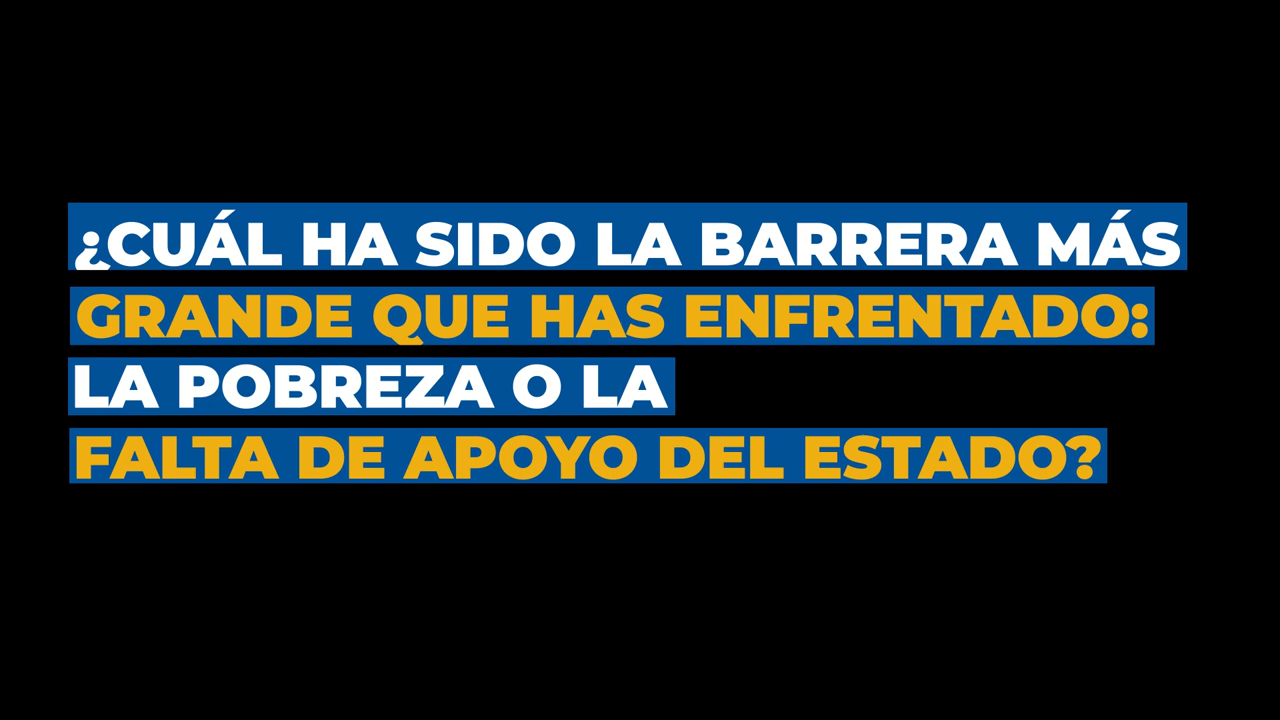 ¿CUÁL HA SIDO LA BARRERA MÁS
GRANDE QUE HAS ENFRENTADO:
LA POBREZA O LA
FALTA DE APOYO DEL ESTADO?